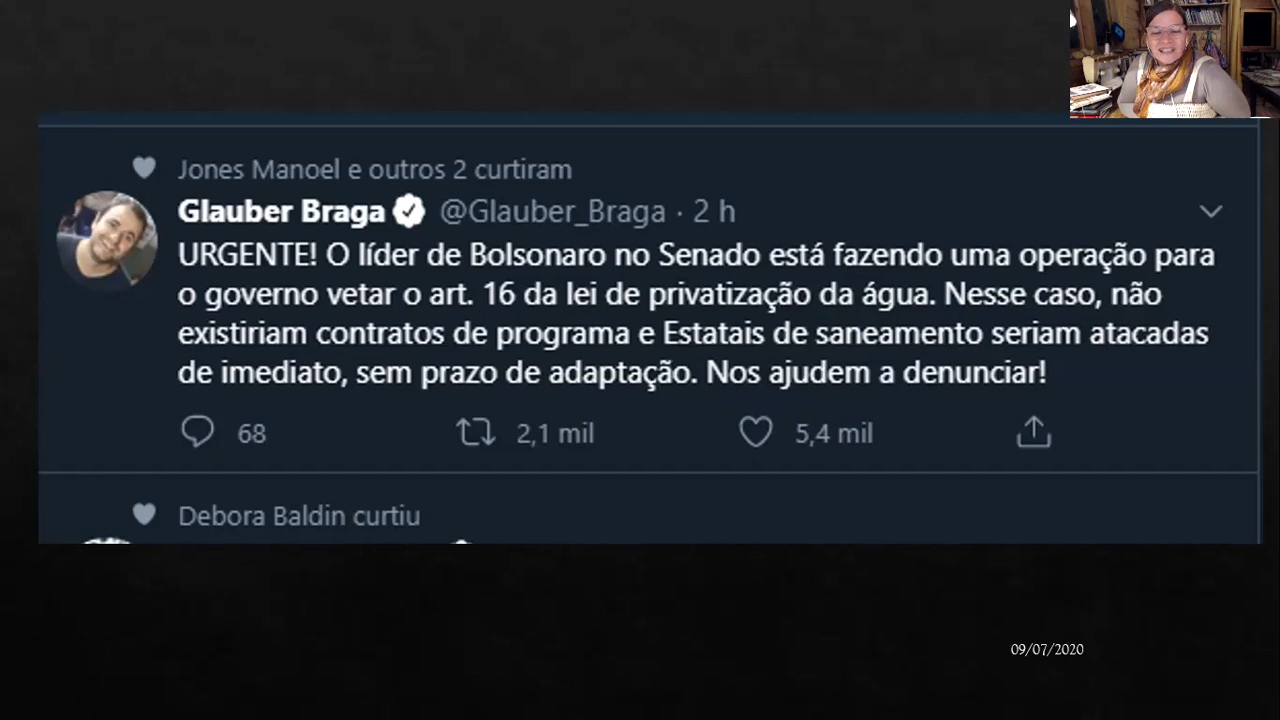 Jones Manoel e outros 2 curtiram
Glauber Braga @Glauber_Braga · 2 h
URGENTE! O líder de Bolsonaro no Senado está fazendo uma operação para
o governo vetar o art. 16 da lei de privatização da água. Nesse caso, não
existiriam contratos de programa e Estatais de saneamento seriam atacadas
de imediato, sem prazo de adaptação. Nos ajudem a denunciar!
68 2,1 mil 5,4 mil
Debora Baldin curtiu
09/07/2020